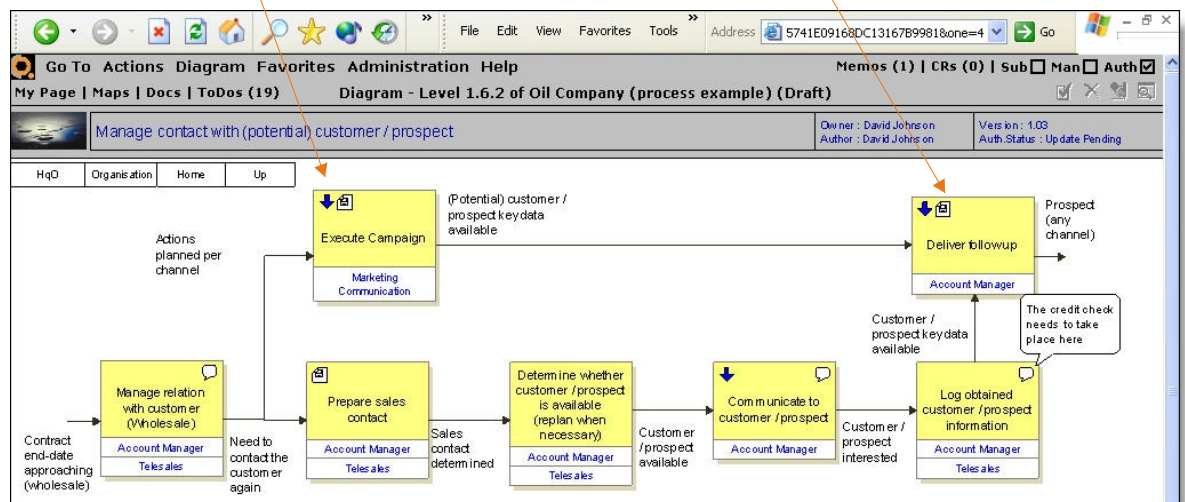 »
File Edit View Favorites Tools
»
Address
5741E09168DC13167B9981&one=4
Go
Go To Actions Diagram Favorites Administration Help
Memos (1) | CRs (0) | Sub Man Auth
My Page | Maps | Docs | ToDos (19)
Diagram - Level 1.6.2 of Oil Company (process example) (Draft)
Manage contact with (potential) customer / prospect
Owner : David Johnson
Author : David Johnson
Version : 1.03
Auth.Status : Update Pending
HqO
Organisation
Home
Up
Actions
planned per
channel
Execute Campaign
Marketing
Communication
(Potential) customer /
prospect key data
available
Deliver followup
Account Manager
Prospect
(any
channel)
Customer /
prospect key data
available
The credit check
needs to take
place here
Contract
end-date
approaching
(wholesale)
Manage relation
with customer
(Wholesale)
Account Manager
Telesales
Need to
contact the
customer
again
Prepare sales
contact
Account Manager
Telesales
Sales
contact
determined
Determine whether
customer / prospect
is available
(replan when
necessary)
Account Manager
Telesales
Customer
/ prospect
available
Communicate to
customer / prospect
Account Manager
Telesales
Customer /
prospect
interested
Log obtained
customer / prospect
information
Account Manager
Telesales